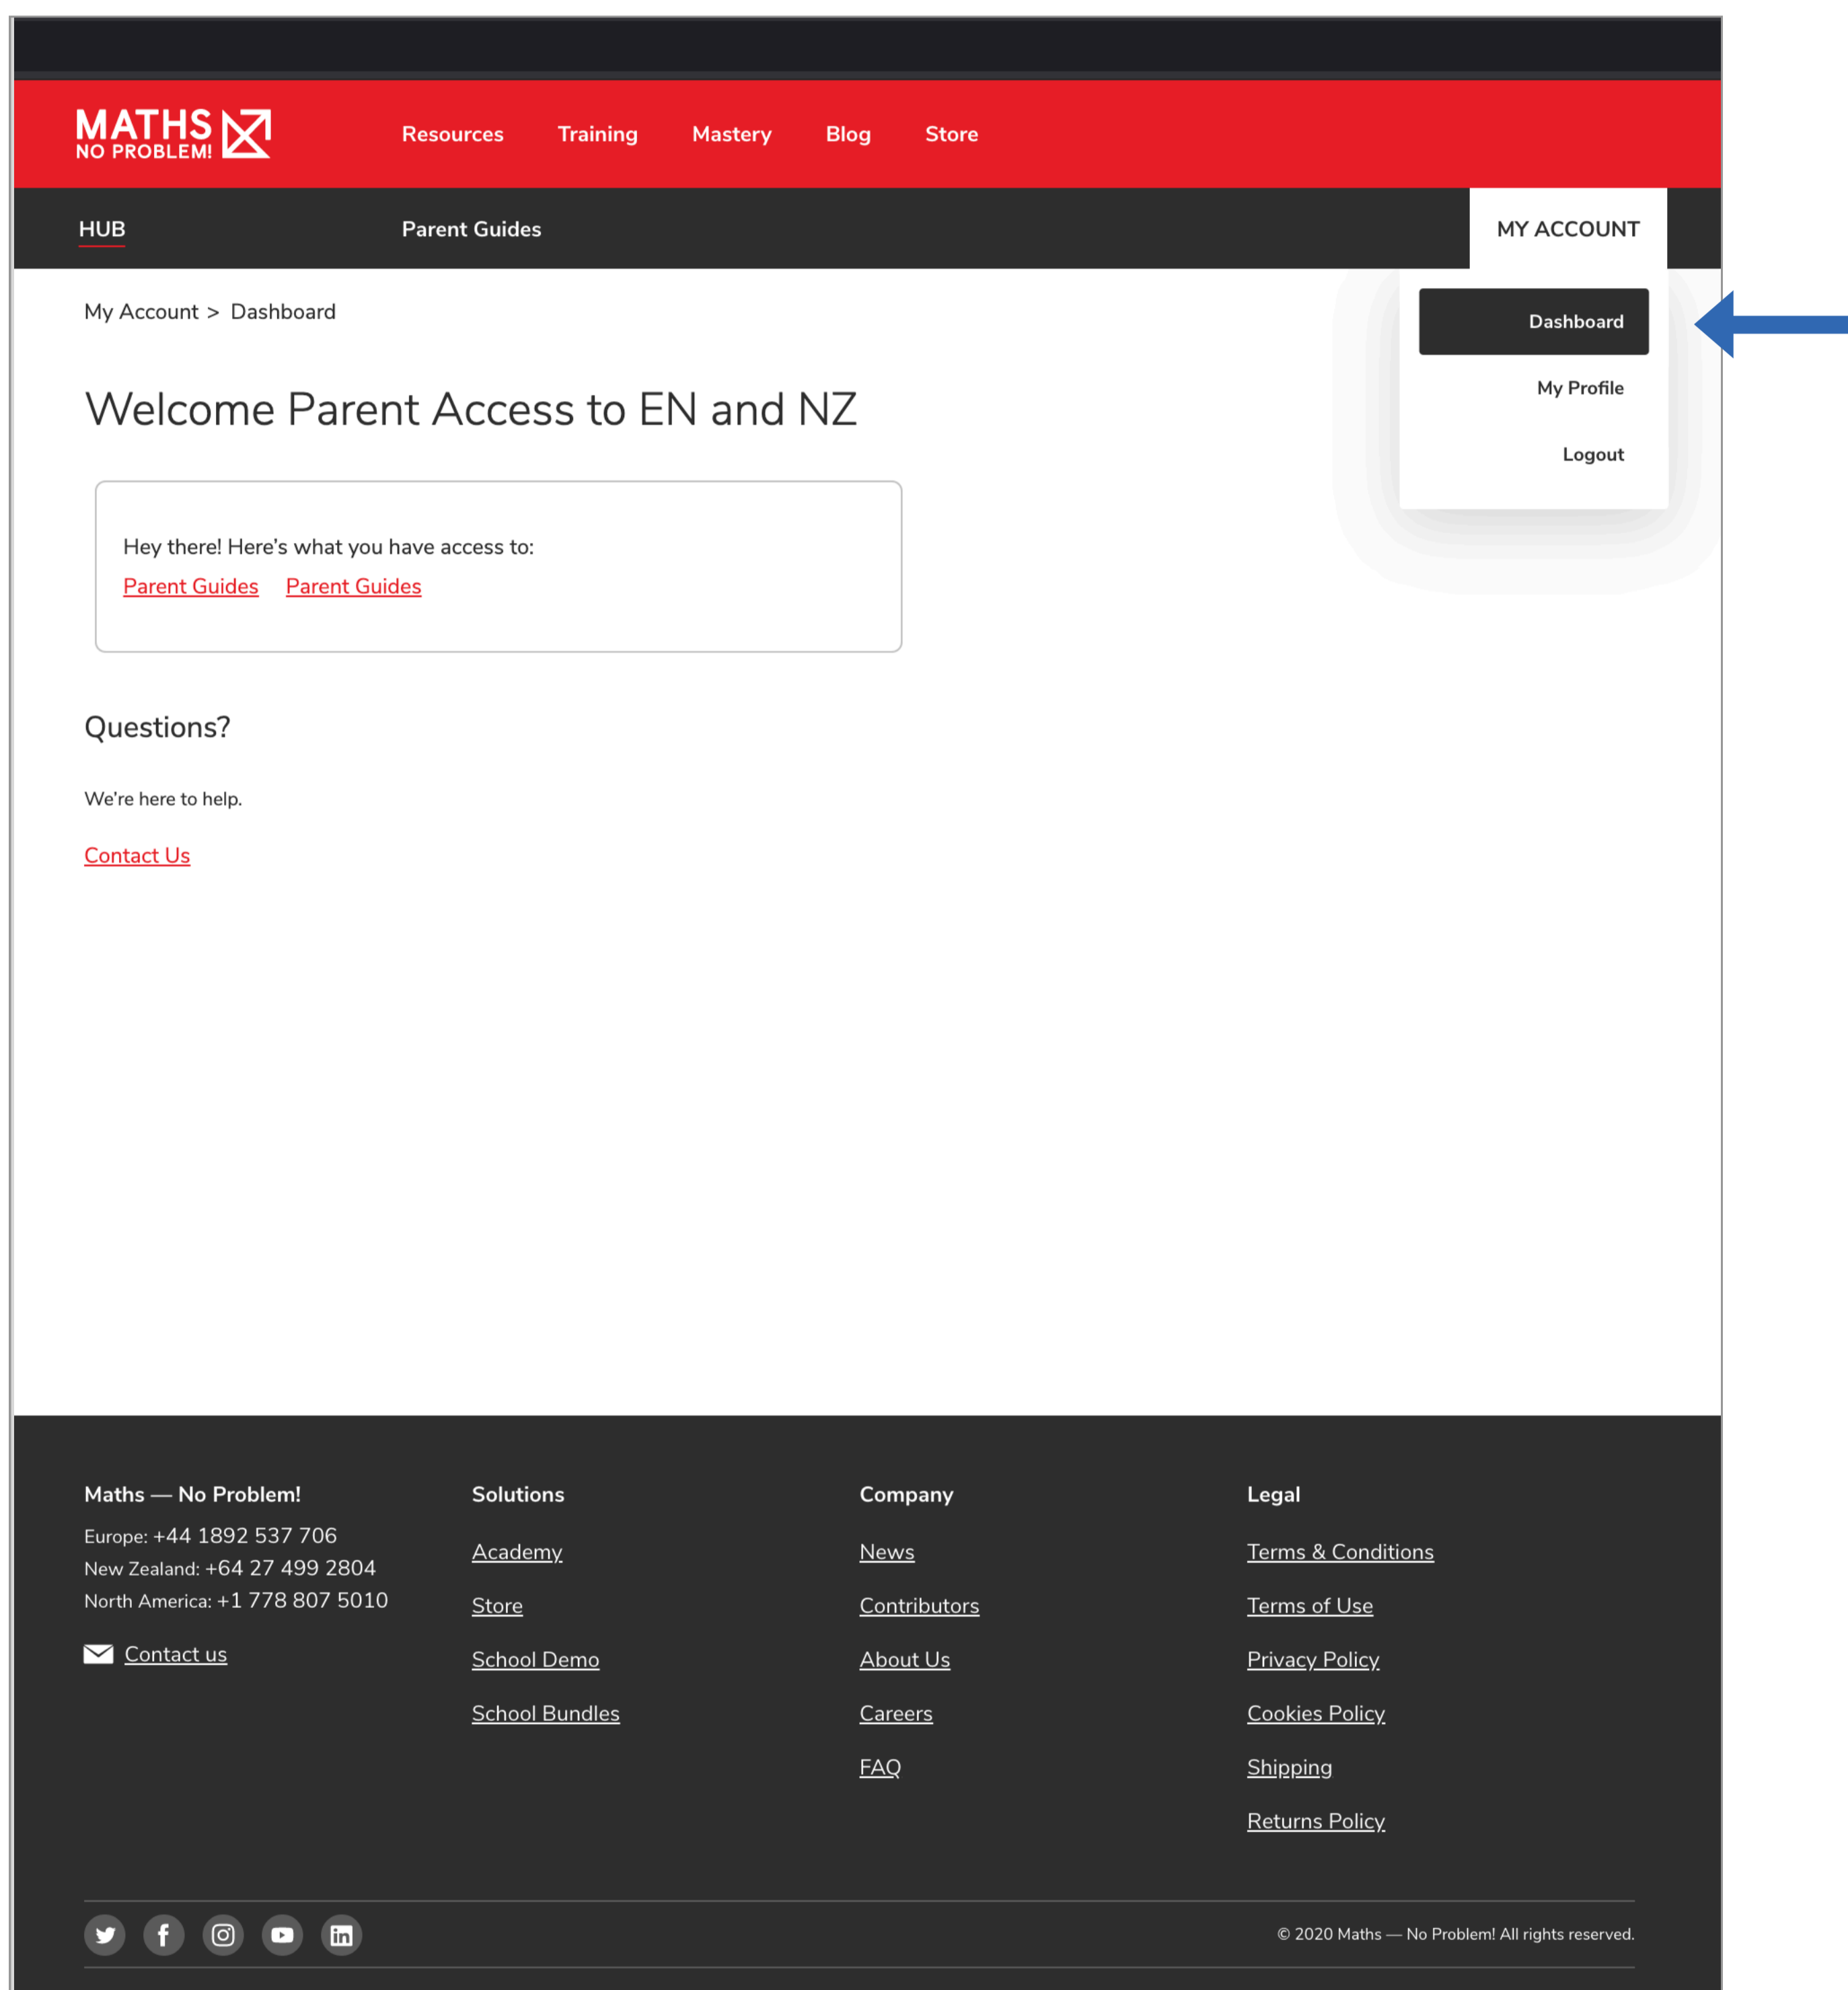 MATHS
NO PROBLEM!
Resources Training Mastery Blog Store
HUB Parent Guides MY ACCOUNT
My Account > Dashboard
Dashboard
My Profile
Logout
Welcome Parent Access to EN and NZ
Hey there! Here's what you have access to:
Parent Guides Parent Guides
Questions?
We're here to help.
Contact Us
Maths — No Problem!
Europe: +44 1892 537 706
New Zealand: +64 27 499 2804
North America: +1 778 807 5010
Contact us
Solutions
Academy
Store
School Demo
School Bundles
Company
News
Contributors
About Us
Careers
FAQ
Legal
Terms & Conditions
Terms of Use
Privacy Policy
Cookies Policy
Shipping
Returns Policy
© 2020 Maths — No Problem! All rights reserved.